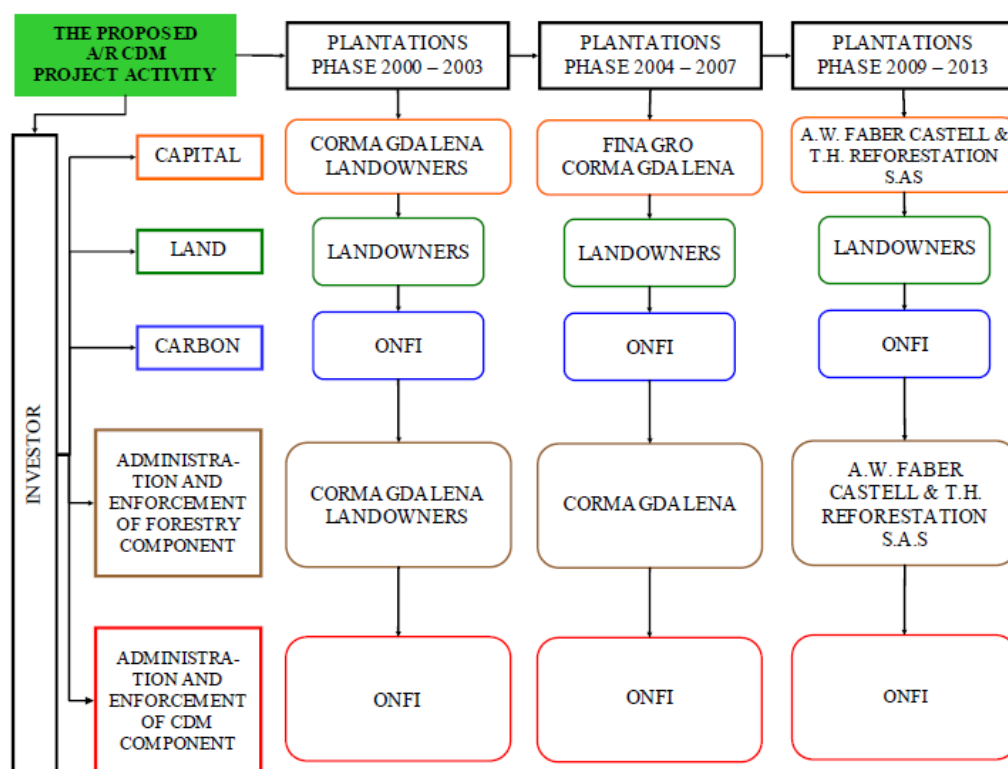 THE PROPOSED
A/R CDM
PROJECT ACTIVITY
PLANTATIONS
PHASE 2000 – 2003
PLANTATIONS
PHASE 2004 – 2007
PLANTATIONS
PHASE 2009 – 2013
INVESTOR
CAPITAL
CORMAGDALENA
LANDOWNERS
FINAGRO
CORMAGDALENA
A.W. FABER CASTELL &
T.H. REFORESTATION
S.AS
LAND
LANDOWNERS
LANDOWNERS
LANDOWNERS
CARBON
ONFI
ONFI
ONFI
ADMINISTRA-
TION AND
ENFORCEMENT
OF FORESTRY
COMPONENT
CORMAGDALENA
LANDOWNERS
CORMAGDALENA
A.W. FABER
CASTELL & T.H.
REFORESTATION
S.A.S
ADMINISTRA-
TION AND
ENFORCEMENT
OF CDM
COMPONENT
ONFI
ONFI
ONFI